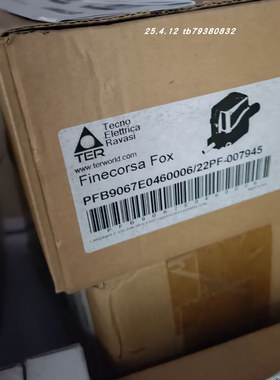 25.4.12 tb79380832
TER
Tecno
Elettrica
Ravasi
www.terworld.com
Finecorsa Fox
PFB9067E0460006/22PF-007945